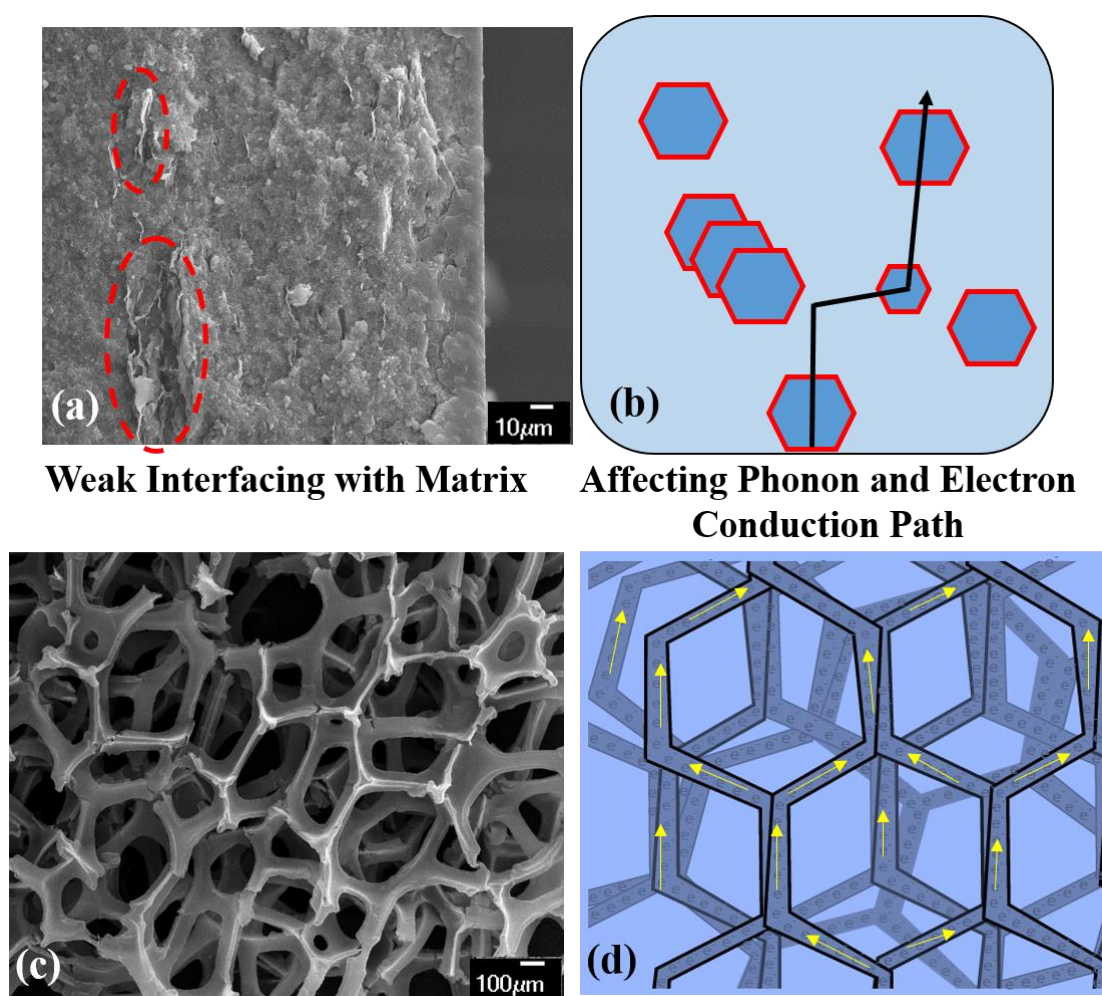 (a)
10μm
(b)
Weak Interfacing with Matrix
Affecting Phonon and Electron
Conduction Path
(c)
100μm
(d)